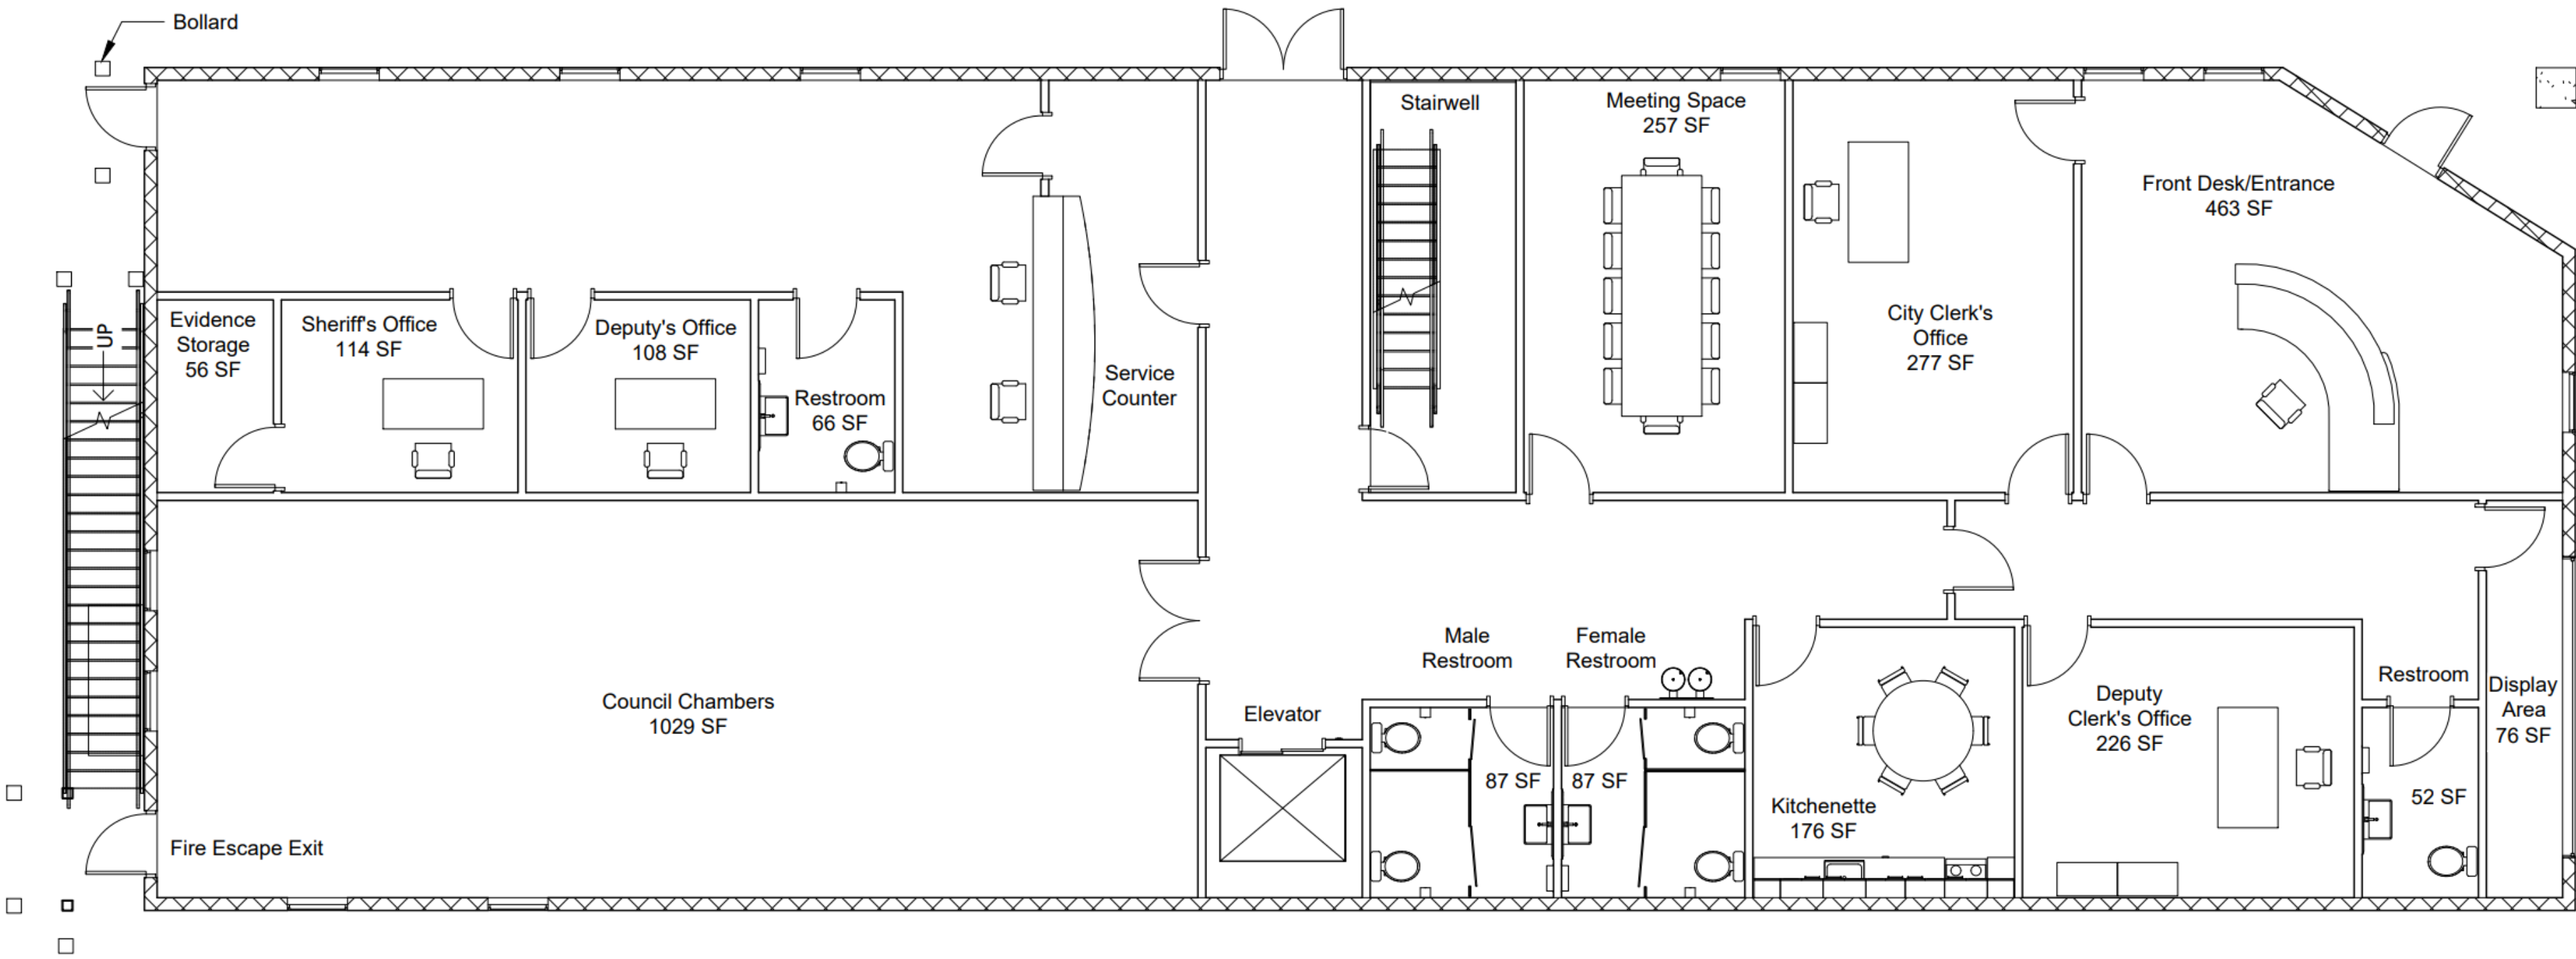 Bollard
Stairwell
Meeting Space
257 SF
Front Desk/Entrance
463 SF
UP
Evidence
Storage
56 SF
Sheriff's Office
114 SF
Deputy's Office
108 SF
Restroom
66 SF
Service
Counter
City Clerk's
Office
277 SF
Council Chambers
1029 SF
Elevator
Male
Restroom
Female
Restroom
87 SF
87 SF
Kitchenette
176 SF
Deputy
Clerk's Office
226 SF
Restroom
52 SF
Display
Area
76 SF
Fire Escape Exit